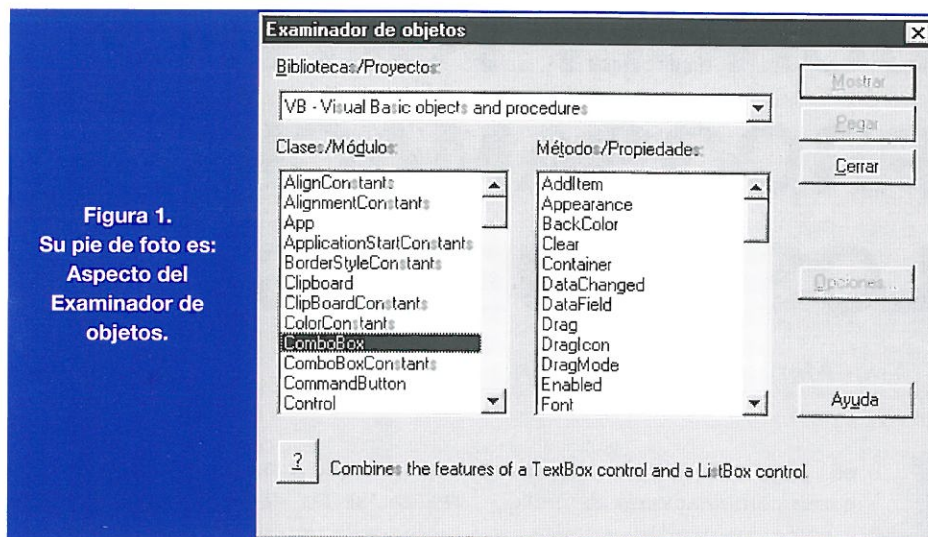 Figura 1.
Su pie de foto es:
Aspecto del
Examinador de
objetos.
Examinador de objetos
Bibliotecas/Proyectos:
VB - Visual Basic objects and procedures
Clases/Módulos:
AlignConstants
AlignmentConstants
App
ApplicationStartConstants
BorderStyleConstants
Clipboard
ClipBoardConstants
ColorConstants
ComboBox
ComboBoxConstants
CommandButton
Control
Métodos/Propiedades:
AddItem
Appearance
BackColor
Clear
Container
DataChanged
DataField
Drag
DragIcon
DragMode
Enabled
Font
Mostrar
Pegar
Cerrar
Opciones...
Ayuda
?
Combines the features of a TextBox control and a ListBox control.